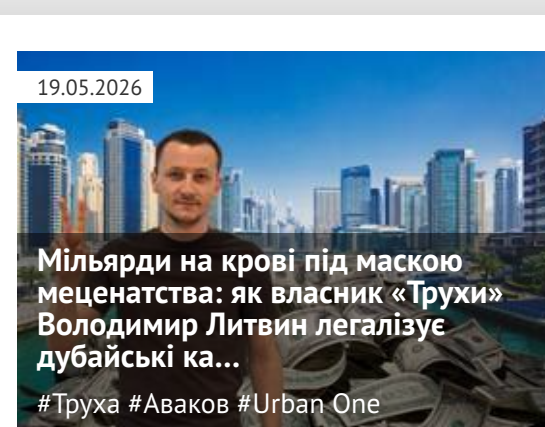 19.05.2026
Мільярди на крові під маскою
меценатства: як власник «Трухи»
Володимир Литвин легалізує
дубайські ка...
#Труха #Аваков #Urban One